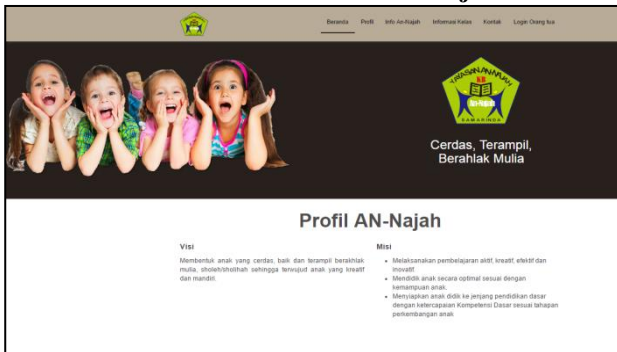 Beranda Profil Info An-Najah Informasi Kelas Kontak Login Orang tua
An-Najah
SAMARINDA
Cerdas, Terampil,
Berahlak Mulia
Profil AN-Najah
Visi
Membentuk anak yang cerdas, baik dan terampil berakhlak
mulia, sholeh/sholihah sehingga terwujud anak yang kreatif
dan mandiri.
Misi
Melaksanakan pembelajaran aktif, kreatif, efektif dan
inovatif.
Mendidik anak secara optimal sesuai dengan
kemampuan anak.
Menyiapkan anak didik ke jenjang pendidikan dasar
dengan ketercapaian Kompetensi Dasar sesuai tahapan
perkembangan anak